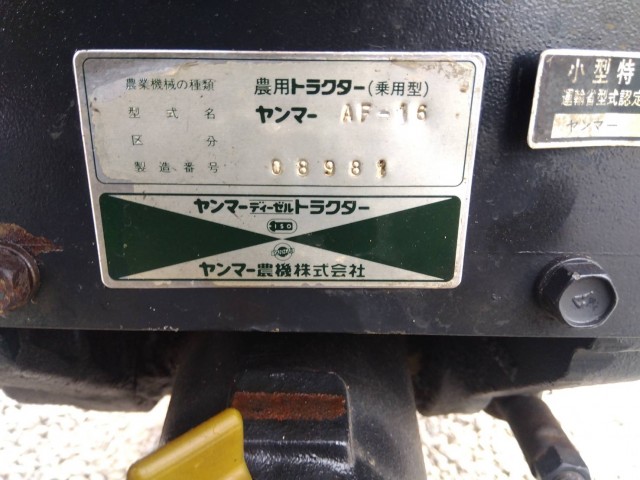 農業機械の種類 農用トラクター(乗用型)
型式名 ヤンマー AF-16
区分
製造番号 08981
ヤンマーディーゼルトラクター
ISO
ヤンマー農機株式会社
小型特
運輸省型式認定
ヤンマー